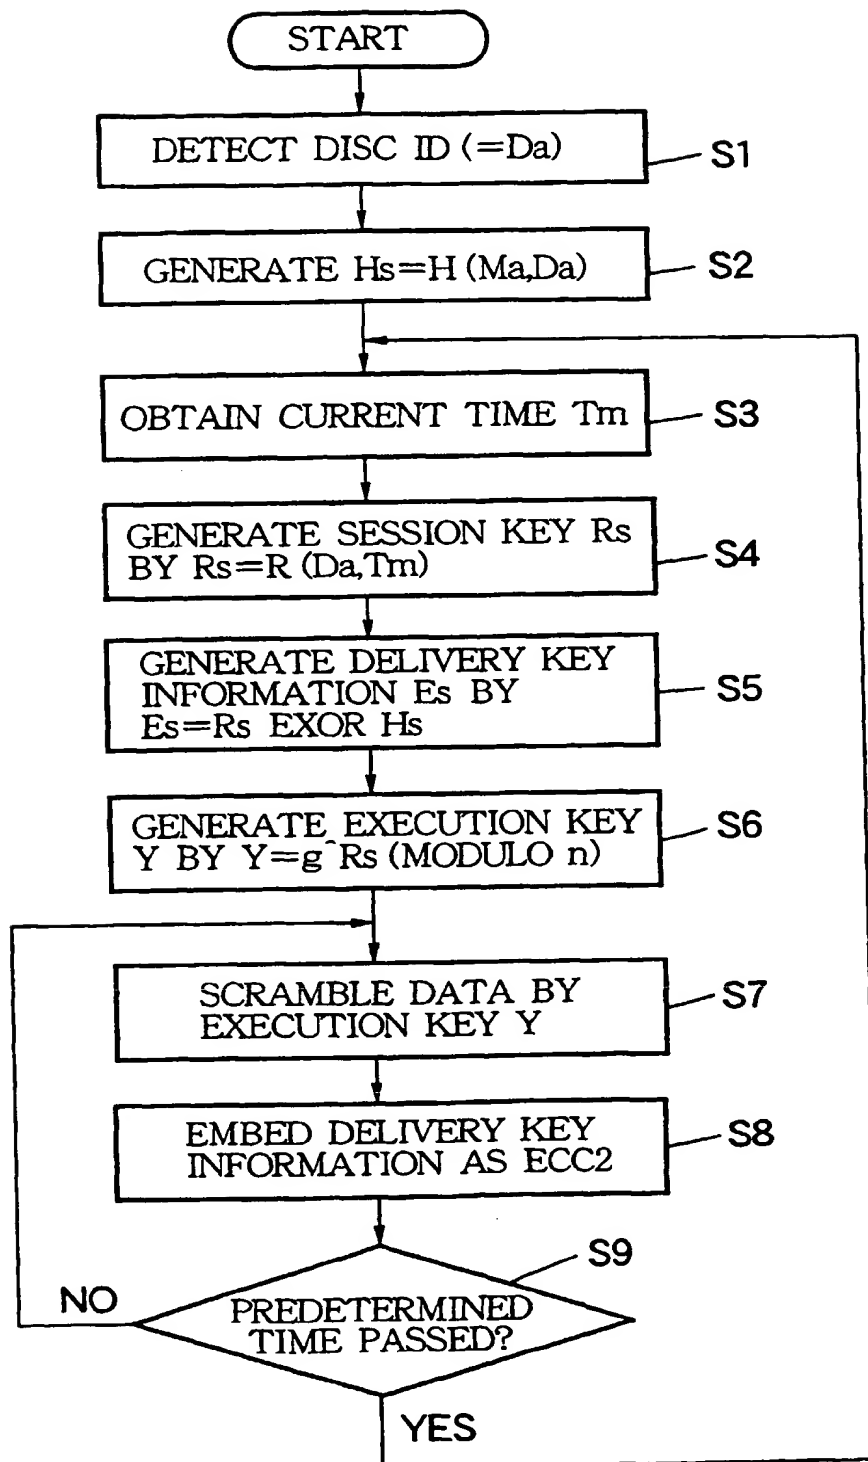 START
DETECT DISC ID (=Da)
S1
GENERATE Hs=H (Ma,Da)
S2
OBTAIN CURRENT TIME Tm
S3
GENERATE SESSION KEY Rs
BY Rs=R (Da,Tm)
S4
GENERATE DELIVERY KEY
INFORMATION Es BY
Es=Rs EXOR Hs
S5
GENERATE EXECUTION KEY
Y BY Y=g^Rs (MODULO n)
S6
SCRAMBLE DATA BY
EXECUTION KEY Y
S7
EMBED DELIVERY KEY
INFORMATION AS ECC2
S8
S9
NO
PREDETERMINED
TIME PASSED?
YES